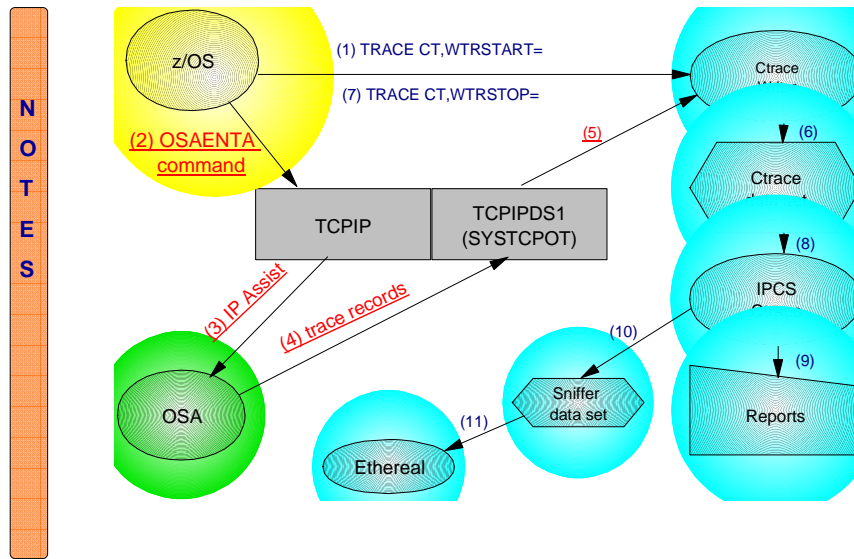 N
O
T
E
S
z/OS
(1) TRACE CT,WTRSTART=
(7) TRACE CT,WTRSTOP=
Ctrace
(2) OSAENTA
command
(5)
(6)
Ctrace
TCPIP
TCPIPDS1
(SYSTCPOT)
(8)
IPCS
(3) IP Assist
(4) trace records
(10)
(9)
OSA
Sniffer
data set
Reports
(11)
Ethereal